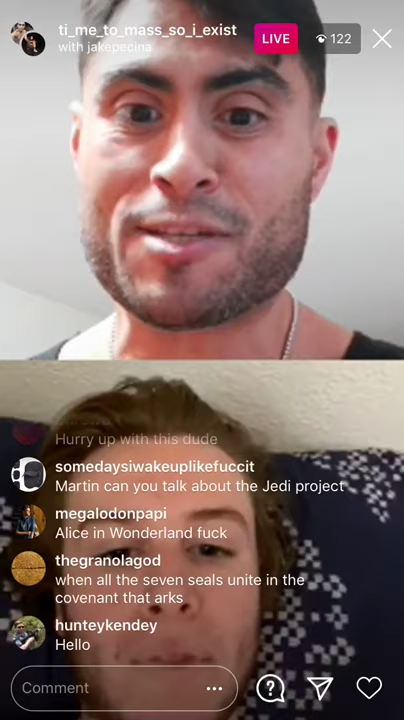 ti_me_to_mass_so_i_exist
with jakepecina
LIVE
122
Hurry up with this dude
somedaysiwakeuplikefuccit
Martin can you talk about the Jedi project
megalodonpapi
Alice in Wonderland fuck
thegranolagod
when all the seven seals unite in the
covenant that arks
hunteykendey
Hello
Comment